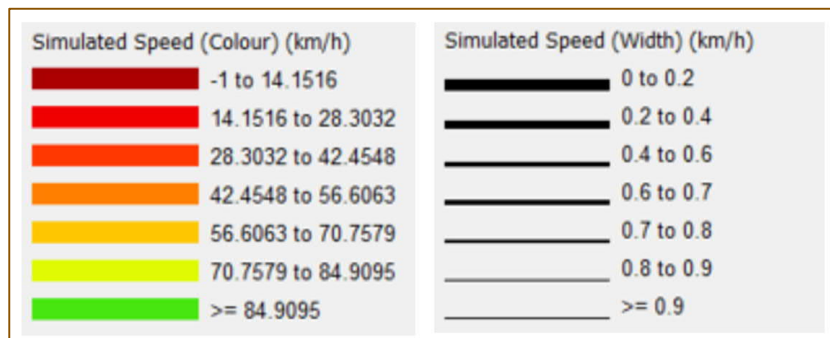 Simulated Speed (Colour) (km/h)
-1 to 14.1516
14.1516 to 28.3032
28.3032 to 42.4548
42.4548 to 56.6063
56.6063 to 70.7579
70.7579 to 84.9095
>= 84.9095
Simulated Speed (Width) (km/h)
0 to 0.2
0.2 to 0.4
0.4 to 0.6
0.6 to 0.7
0.7 to 0.8
0.8 to 0.9
>= 0.9